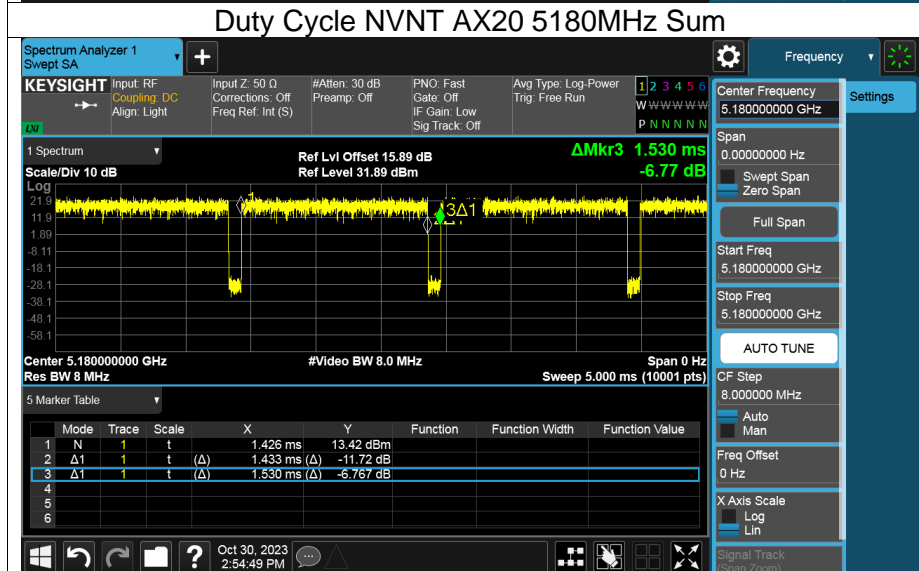 Duty Cycle NVNT AX20 5180MHz Sum
Spectrum Analyzer 1
Swept SA
+
Frequency
KEYSIGHT
Input: RF
Coupling: DC
Align: Light
Input Z: 50 Ω
Corrections: Off
Freq Ref: Int (S)
#Atten: 30 dB
Preamp: Off
PNO: Fast
Gate: Off
IF Gain: Low
Sig Track: Off
Avg Type: Log-Power
Trig: Free Run
1 2 3 4 5 6
W W W W W W
P N N N N N
LXI
1 Spectrum
Scale/Div 10 dB
Ref Lvl Offset 15.89 dB
Ref Level 31.89 dBm
ΔMkr3 1.530 ms
-6.77 dB
Log
21.9
11.9
1.89
-8.11
-18.1
-28.1
-38.1
-48.1
-58.1
1
3Δ1
Center 5.180000000 GHz
#Video BW 8.0 MHz
Span 0 Hz
Res BW 8 MHz
Sweep 5.000 ms (10001 pts)
5 Marker Table
Mode Trace Scale X Y Function Function Width Function Value
1 N 1 t 1.426 ms 13.42 dBm
2 Δ1 1 t (Δ) 1.433 ms (Δ) -11.72 dB
3 Δ1 1 t (Δ) 1.530 ms (Δ) -6.767 dB
4
5
6
?
Oct 30, 2023
2:54:49 PM
Center Frequency
5.180000000 GHz
Settings
Span
0.00000000 Hz
Swept Span
Zero Span
Full Span
Start Freq
5.180000000 GHz
Stop Freq
5.180000000 GHz
AUTO TUNE
CF Step
8.000000 MHz
Auto
Man
Freq Offset
0 Hz
X Axis Scale
Log
Lin
Signal Track
(Span Zoom)